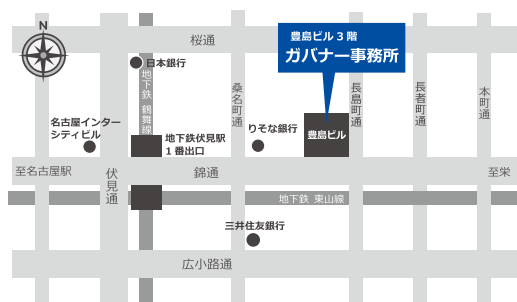 N
桜通
豊島ビル3階
ガバナー事務所
日本銀行
地下鉄 鶴舞線
桑名町通
長島町通
長者町通
本町通
名古屋インター
シティビル
地下鉄伏見駅
1番出口
りそな銀行
豊島ビル
至名古屋駅
伏見通
錦通
至栄
地下鉄 東山線
三井住友銀行
広小路通